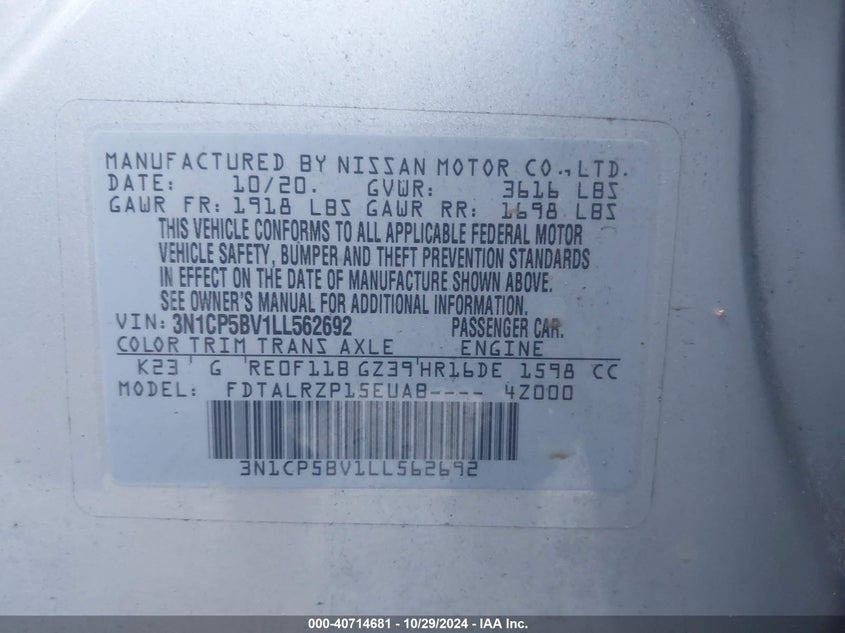 MANUFACTURED BY NISSAN MOTOR CO.,LTD.
DATE: 10/20. GVWR: 3616 LBS
GAWR FR: 1918 LBS GAWR RR: 1698 LBS
THIS VEHICLE CONFORMS TO ALL APPLICABLE FEDERAL MOTOR
VEHICLE SAFETY, BUMPER AND THEFT PREVENTION STANDARDS
IN EFFECT ON THE DATE OF MANUFACTURE SHOWN ABOVE.
SEE OWNER'S MANUAL FOR ADDITIONAL INFORMATION.
VIN: 3N1CP5BV1LL562692 PASSENGER CAR.
COLOR TRIM TRANS AXLE ENGINE
K23 G RE0F11B GZ39 HR16DE 1598 CC
MODEL: FDTALRZP15EUAB---- 4Z000
3N1CP5BV1LL562692
000-40714681 - 10/29/2024 - IAA Inc.